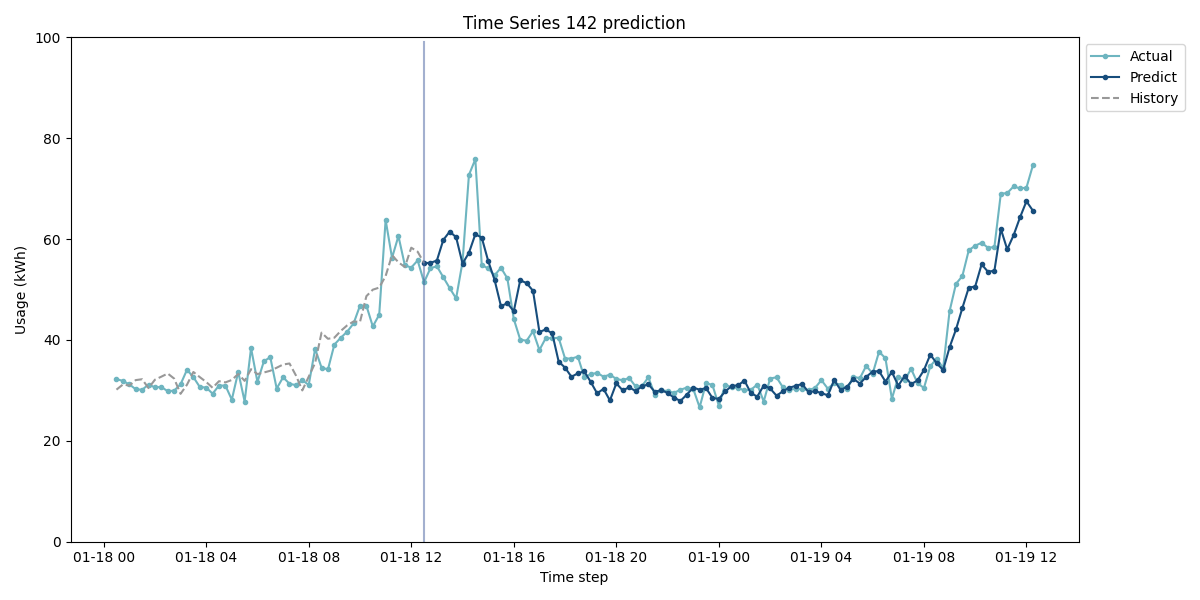 Time Series 142 prediction
100
80
60
40
20
0
Usage (kWh)
01-18 00
01-18 04
01-18 08
01-18 12
01-18 16
01-18 20
01-19 00
01-19 04
01-19 08
01-19 12
Time step
Actual
Predict
History